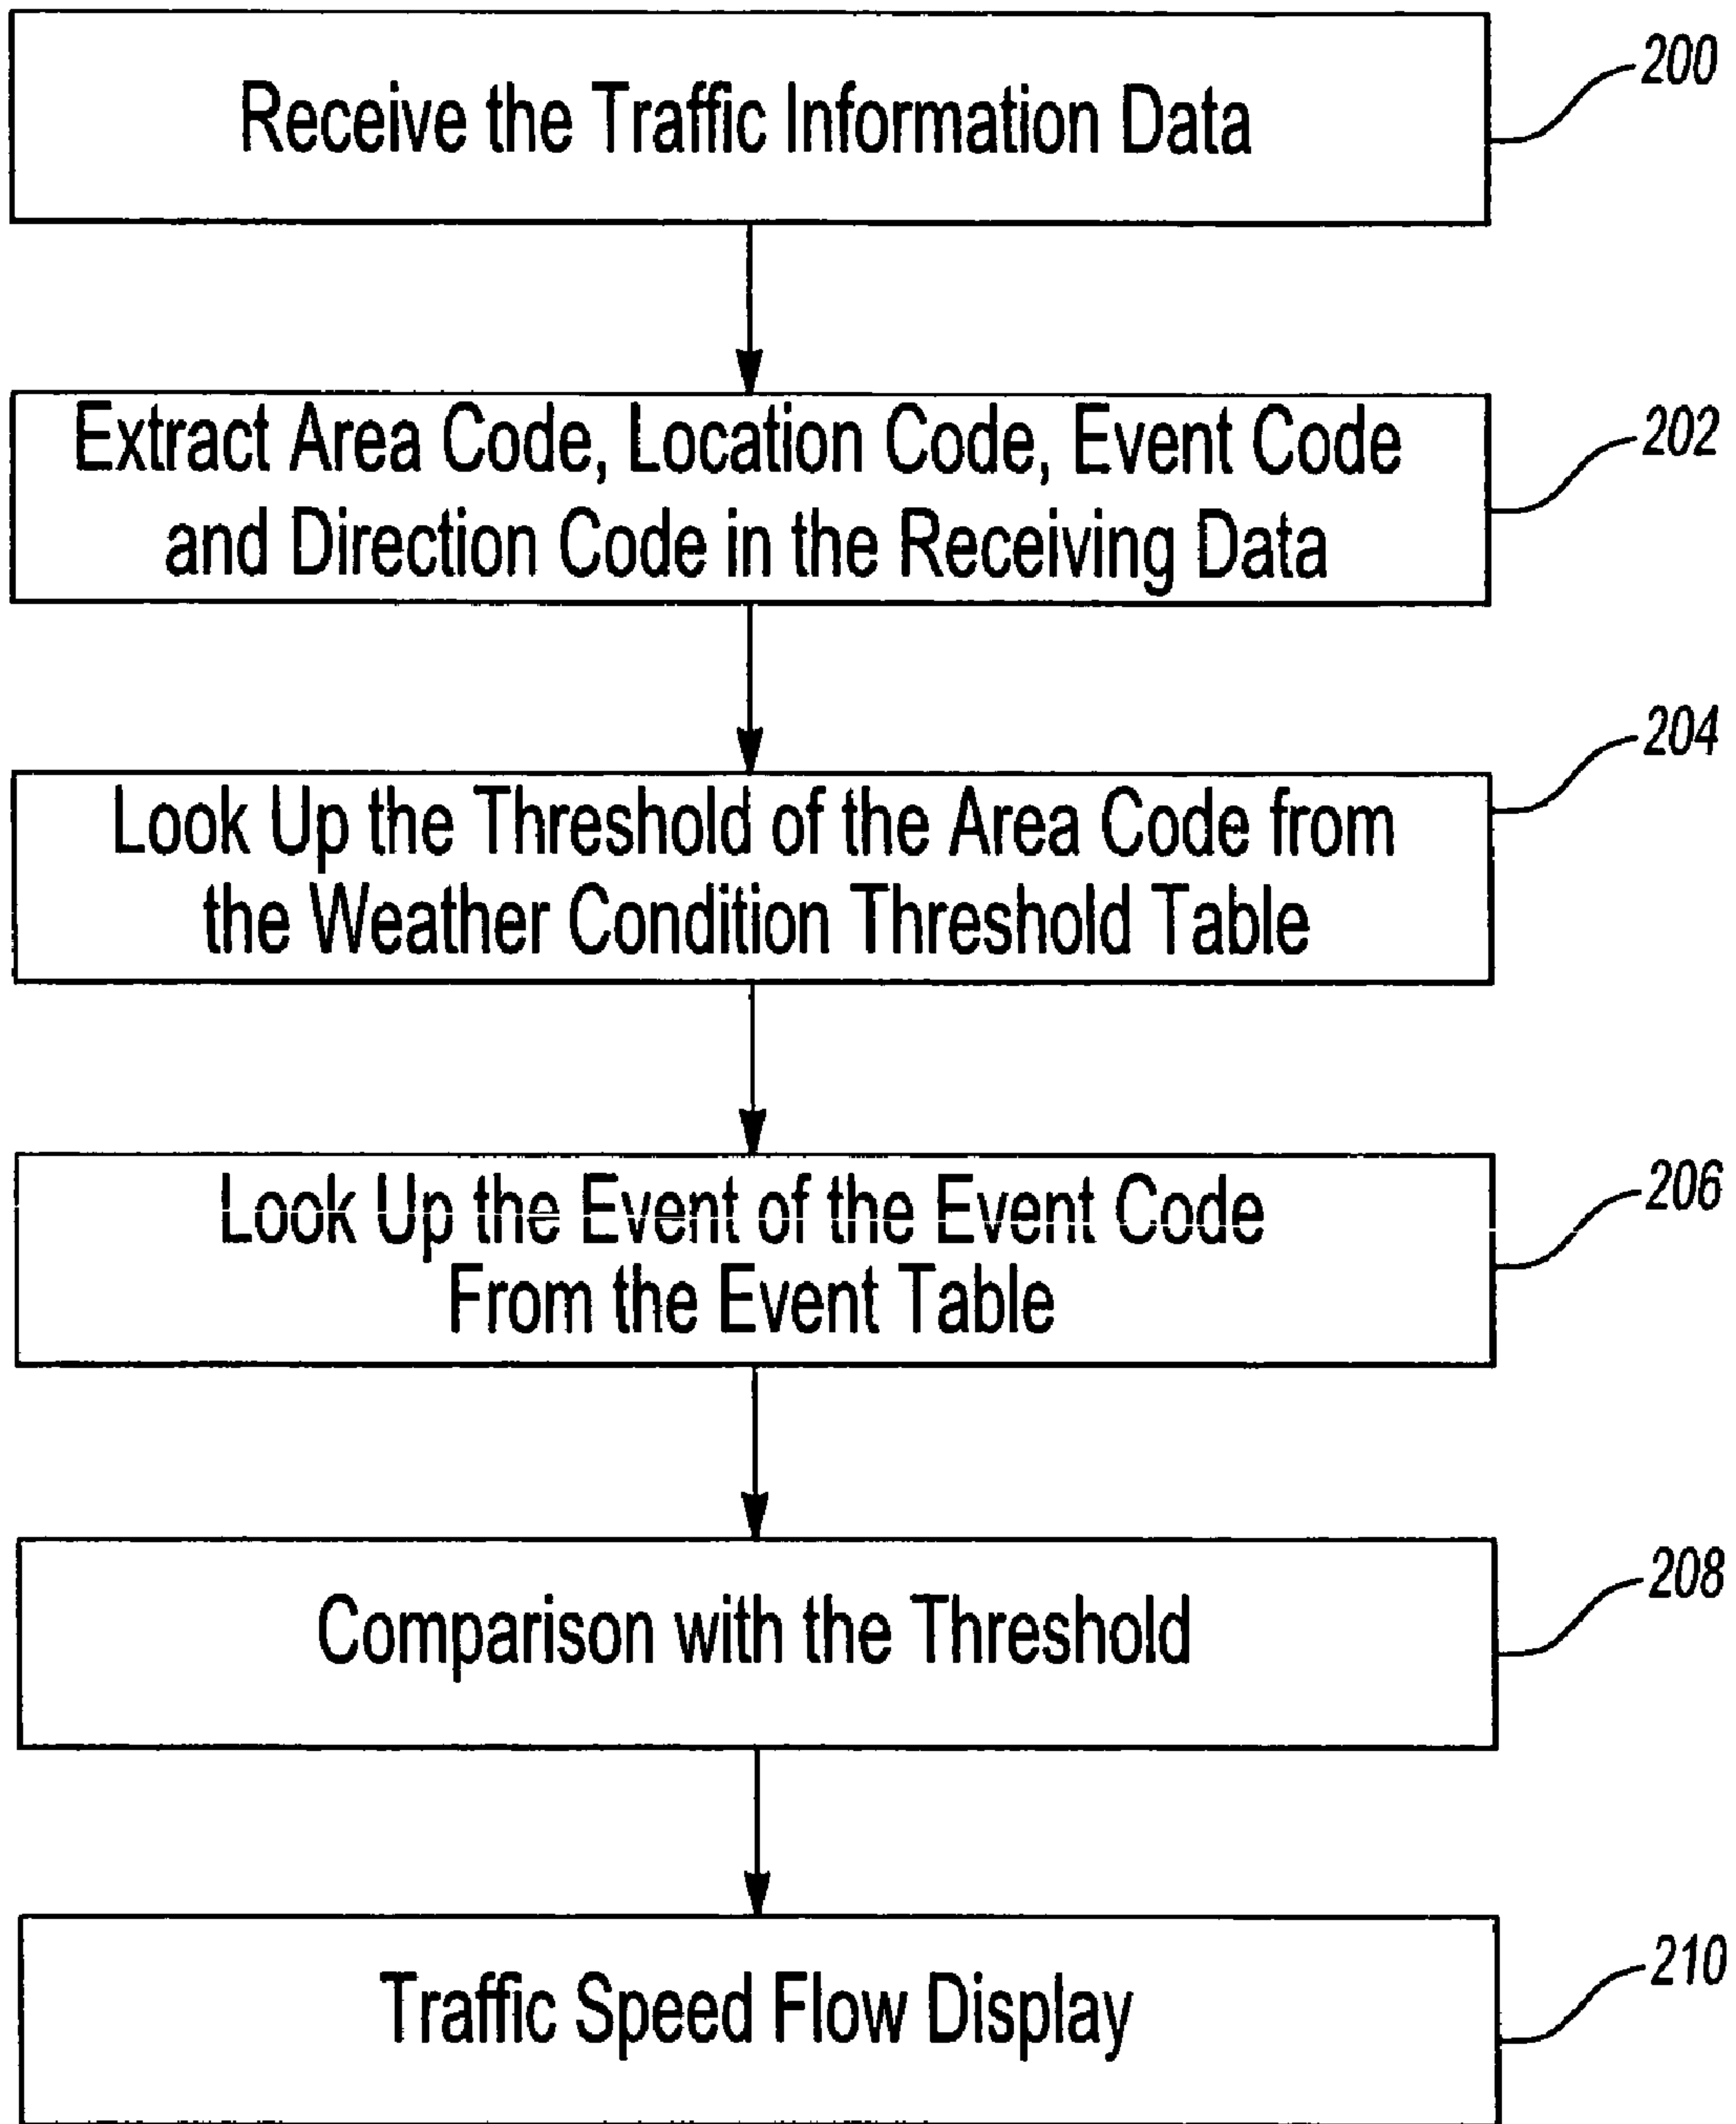 Receive the Traffic Information Data
200
Extract Area Code, Location Code, Event Code
and Direction Code in the Receiving Data
202
Look Up the Threshold of the Area Code from
the Weather Condition Threshold Table
204
Look Up the Event of the Event Code
From the Event Table
206
Comparison with the Threshold
208
Traffic Speed Flow Display
210